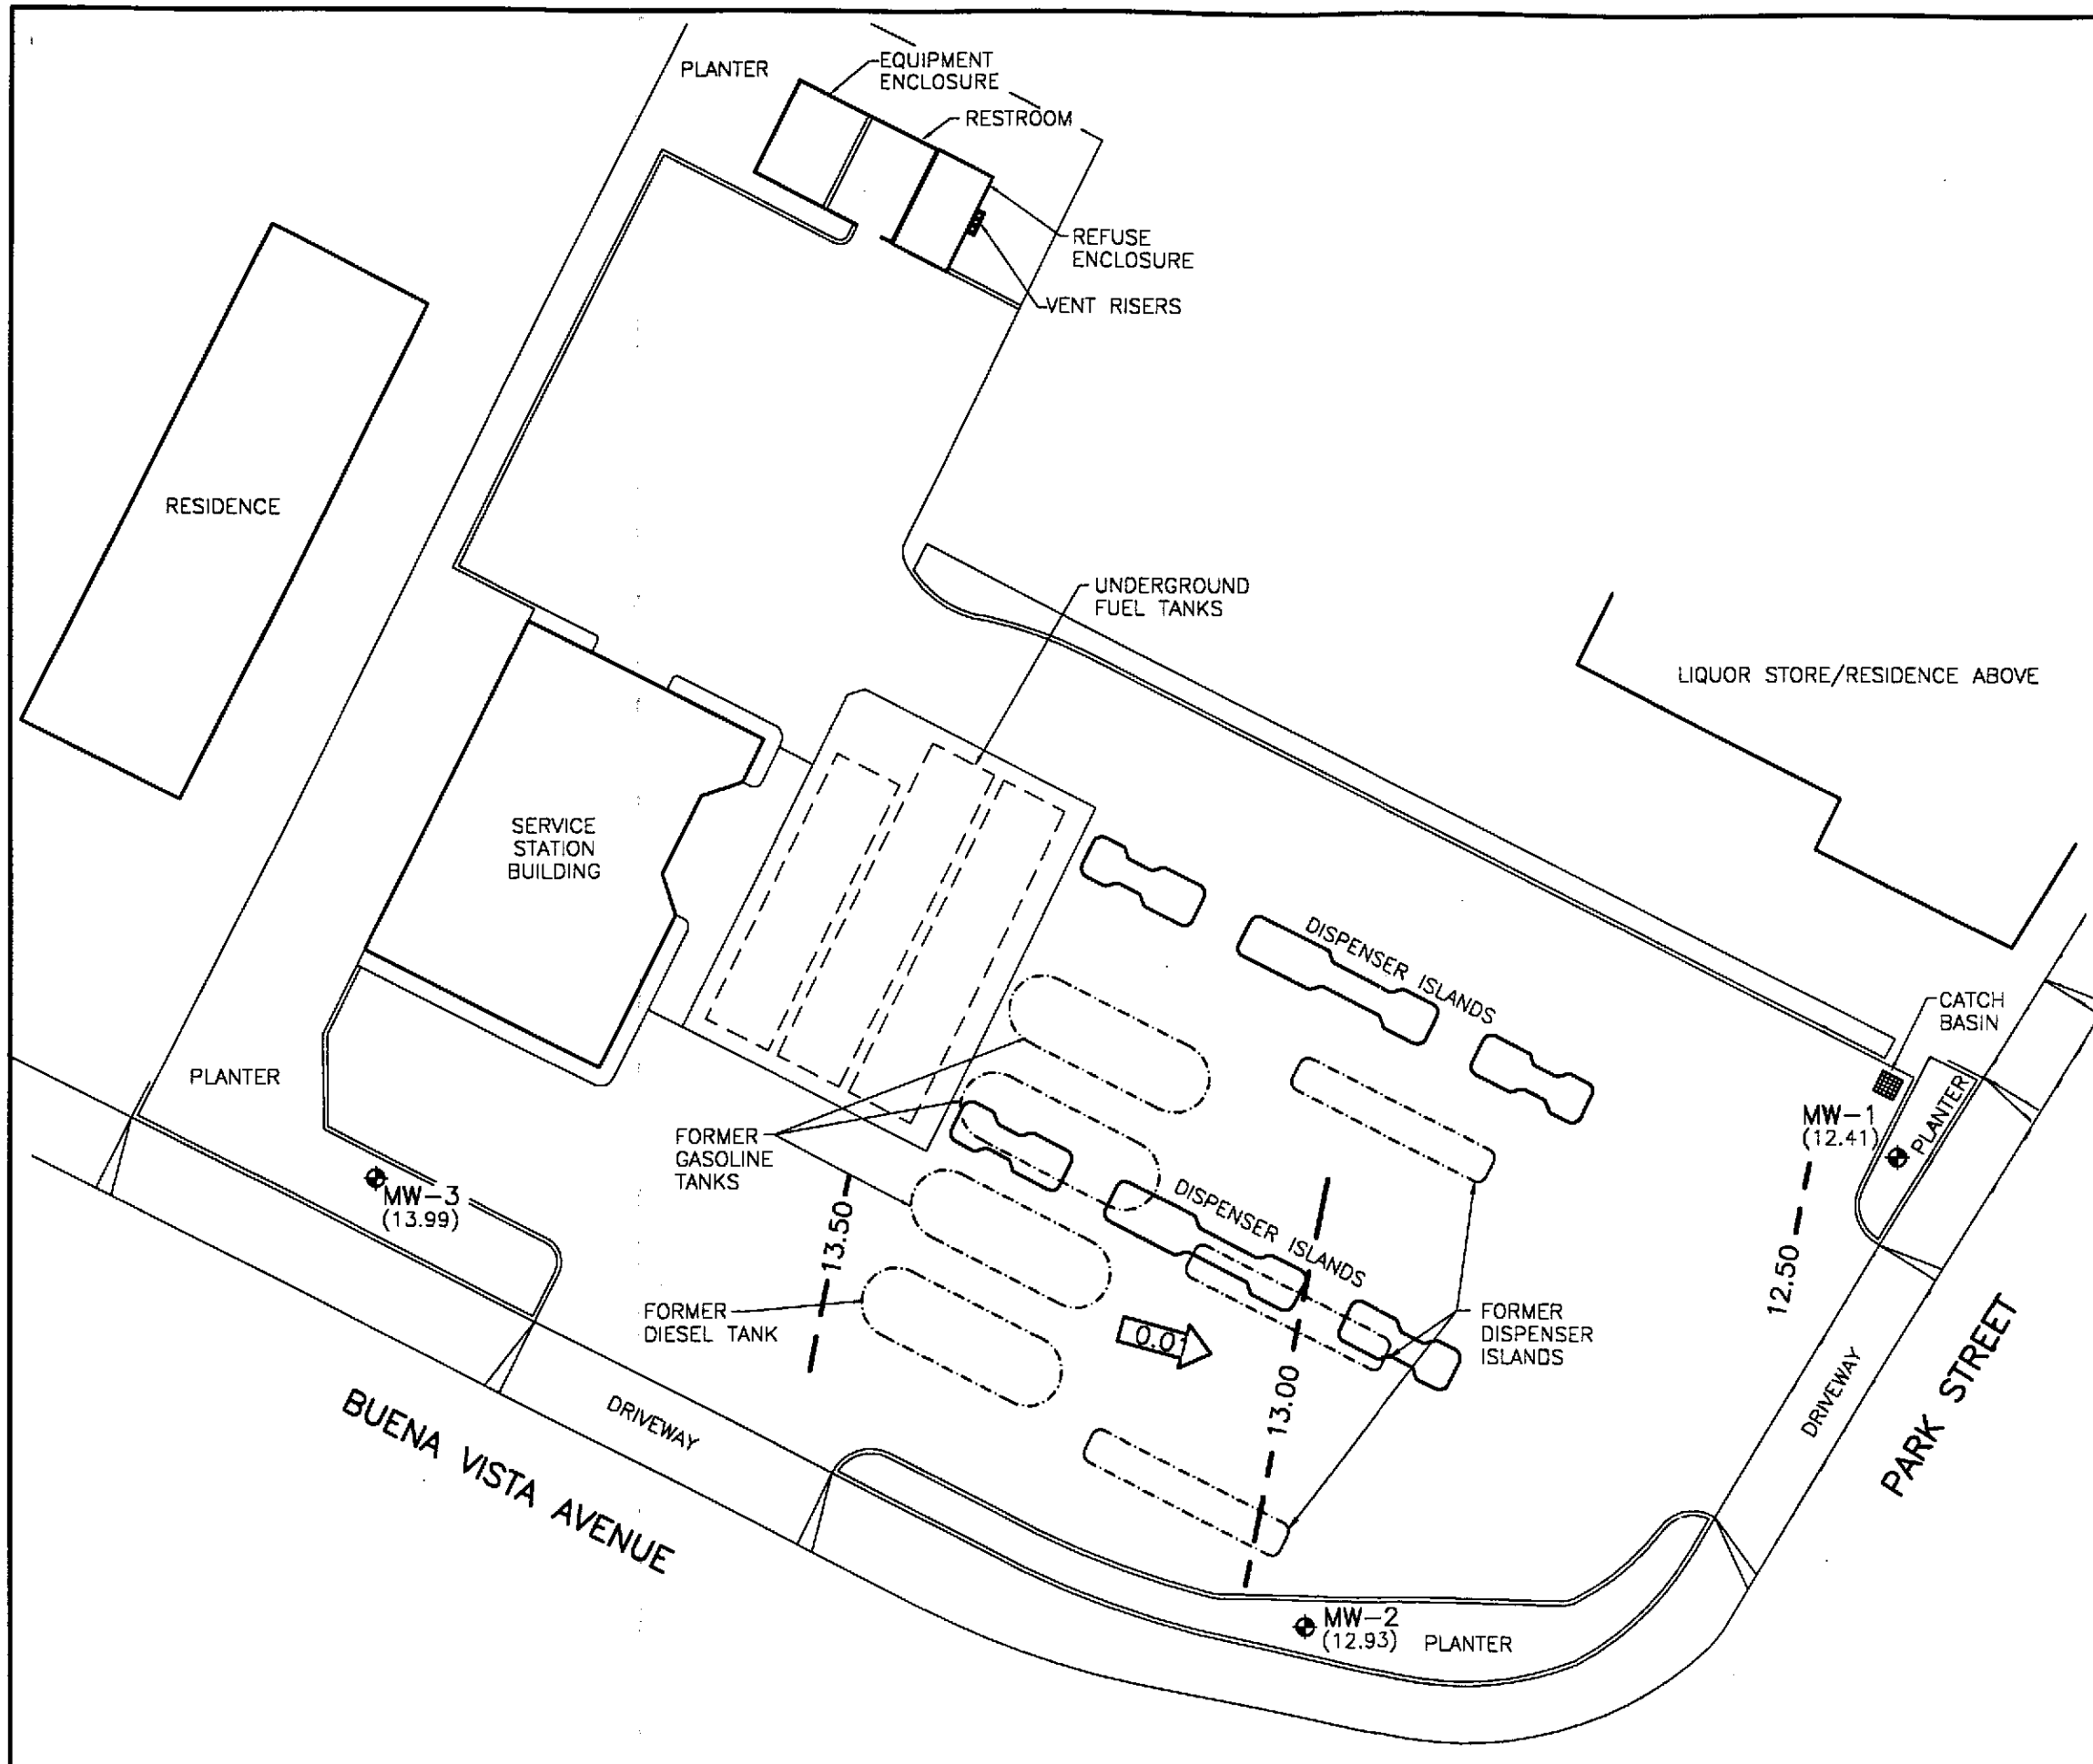 PLANTER
EQUIPMENT
ENCLOSURE
RESTROOM
REFUSE
ENCLOSURE
VENT RISERS
RESIDENCE
UNDERGROUND
FUEL TANKS
LIQUOR STORE/RESIDENCE ABOVE
SERVICE
STATION
BUILDING
DISPENSER ISLANDS
CATCH
BASIN
PLANTER
MW-1
(12.41)
PLANTER
FORMER
GASOLINE
TANKS
MW-3
(13.99)
13.50
DISPENSER ISLANDS
12.50
FORMER
DIESEL TANK
FORMER
DISPENSER
ISLANDS
13.00
DRIVEWAY
DRIVEWAY
PARK STREET
BUENA VISTA AVENUE
MW-2
(12.93)
PLANTER